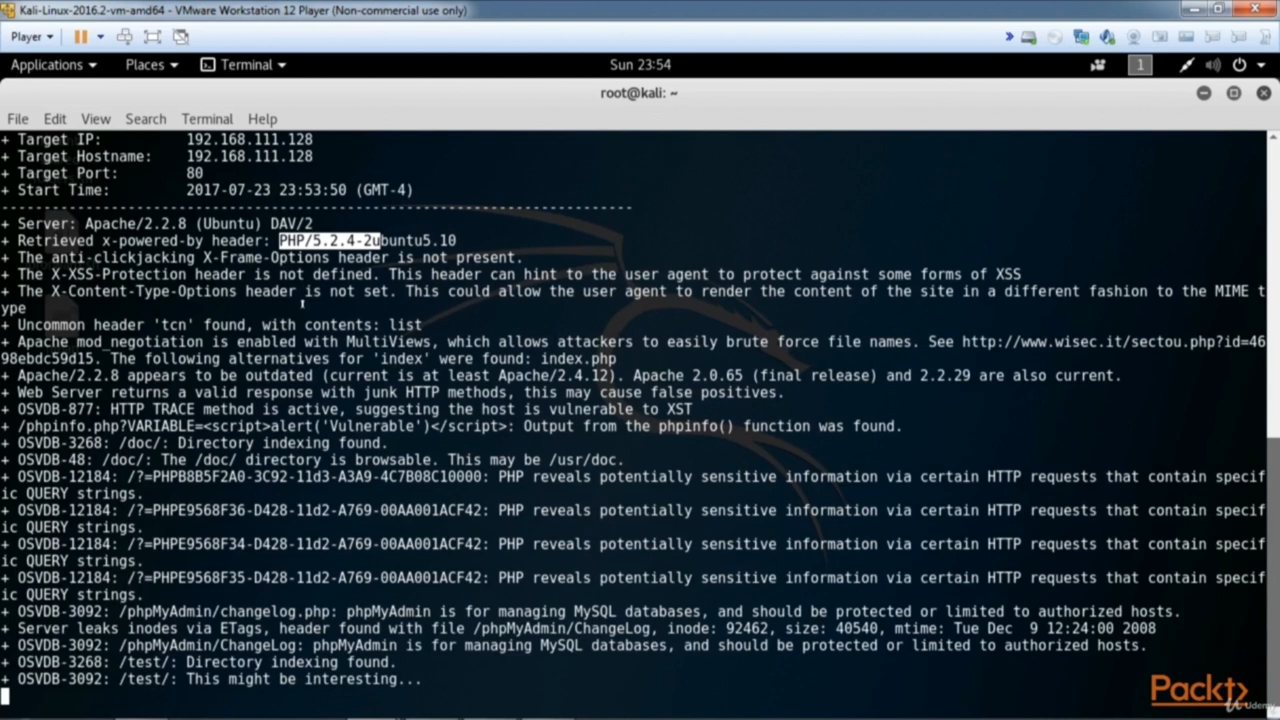 Kali-Linux-2016.2-vm-amd64 - VMware Workstation 12 Player (Non-commercial use only)
Player
Applications Places Terminal Sun 23:54 1
root@kali: ~
File Edit View Search Terminal Help
+ Target IP: 192.168.111.128
+ Target Hostname: 192.168.111.128
+ Target Port: 80
+ Start Time: 2017-07-23 23:53:50 (GMT-4)
---------------------------------------------------------------------------
+ Server: Apache/2.2.8 (Ubuntu) DAV/2
+ Retrieved x-powered-by header: PHP/5.2.4-2ubuntu5.10
+ The anti-clickjacking X-Frame-Options header is not present.
+ The X-XSS-Protection header is not defined. This header can hint to the user agent to protect against some forms of XSS
+ The X-Content-Type-Options header is not set. This could allow the user agent to render the content of the site in a different fashion to the MIME t
ype
+ Uncommon header 'tcn' found, with contents: list
+ Apache mod_negotiation is enabled with MultiViews, which allows attackers to easily brute force file names. See http://www.wisec.it/sectou.php?id=46
98ebdc59d15. The following alternatives for 'index' were found: index.php
+ Apache/2.2.8 appears to be outdated (current is at least Apache/2.4.12). Apache 2.0.65 (final release) and 2.2.29 are also current.
+ Web Server returns a valid response with junk HTTP methods, this may cause false positives.
+ OSVDB-877: HTTP TRACE method is active, suggesting the host is vulnerable to XST
+ /phpinfo.php?VARIABLE=<script>alert('Vulnerable')</script>: Output from the phpinfo() function was found.
+ OSVDB-3268: /doc/: Directory indexing found.
+ OSVDB-48: /doc/: The /doc/ directory is browsable. This may be /usr/doc.
+ OSVDB-12184: /?=PHPB8B5F2A0-3C92-11d3-A3A9-4C7B08C10000: PHP reveals potentially sensitive information via certain HTTP requests that contain specif
ic QUERY strings.
+ OSVDB-12184: /?=PHPE9568F36-D428-11d2-A769-00AA001ACF42: PHP reveals potentially sensitive information via certain HTTP requests that contain specif
ic QUERY strings.
+ OSVDB-12184: /?=PHPE9568F34-D428-11d2-A769-00AA001ACF42: PHP reveals potentially sensitive information via certain HTTP requests that contain specif
ic QUERY strings.
+ OSVDB-12184: /?=PHPE9568F35-D428-11d2-A769-00AA001ACF42: PHP reveals potentially sensitive information via certain HTTP requests that contain specif
ic QUERY strings.
+ OSVDB-3092: /phpMyAdmin/changelog.php: phpMyAdmin is for managing MySQL databases, and should be protected or limited to authorized hosts.
+ Server leaks inodes via ETags, header found with file /phpMyAdmin/ChangeLog, inode: 92462, size: 40540, mtime: Tue Dec  9 12:24:00 2008
+ OSVDB-3092: /phpMyAdmin/ChangeLog: phpMyAdmin is for managing MySQL databases, and should be protected or limited to authorized hosts.
+ OSVDB-3268: /test/: Directory indexing found.
+ OSVDB-3092: /test/: This might be interesting...
Packt>
Udemy